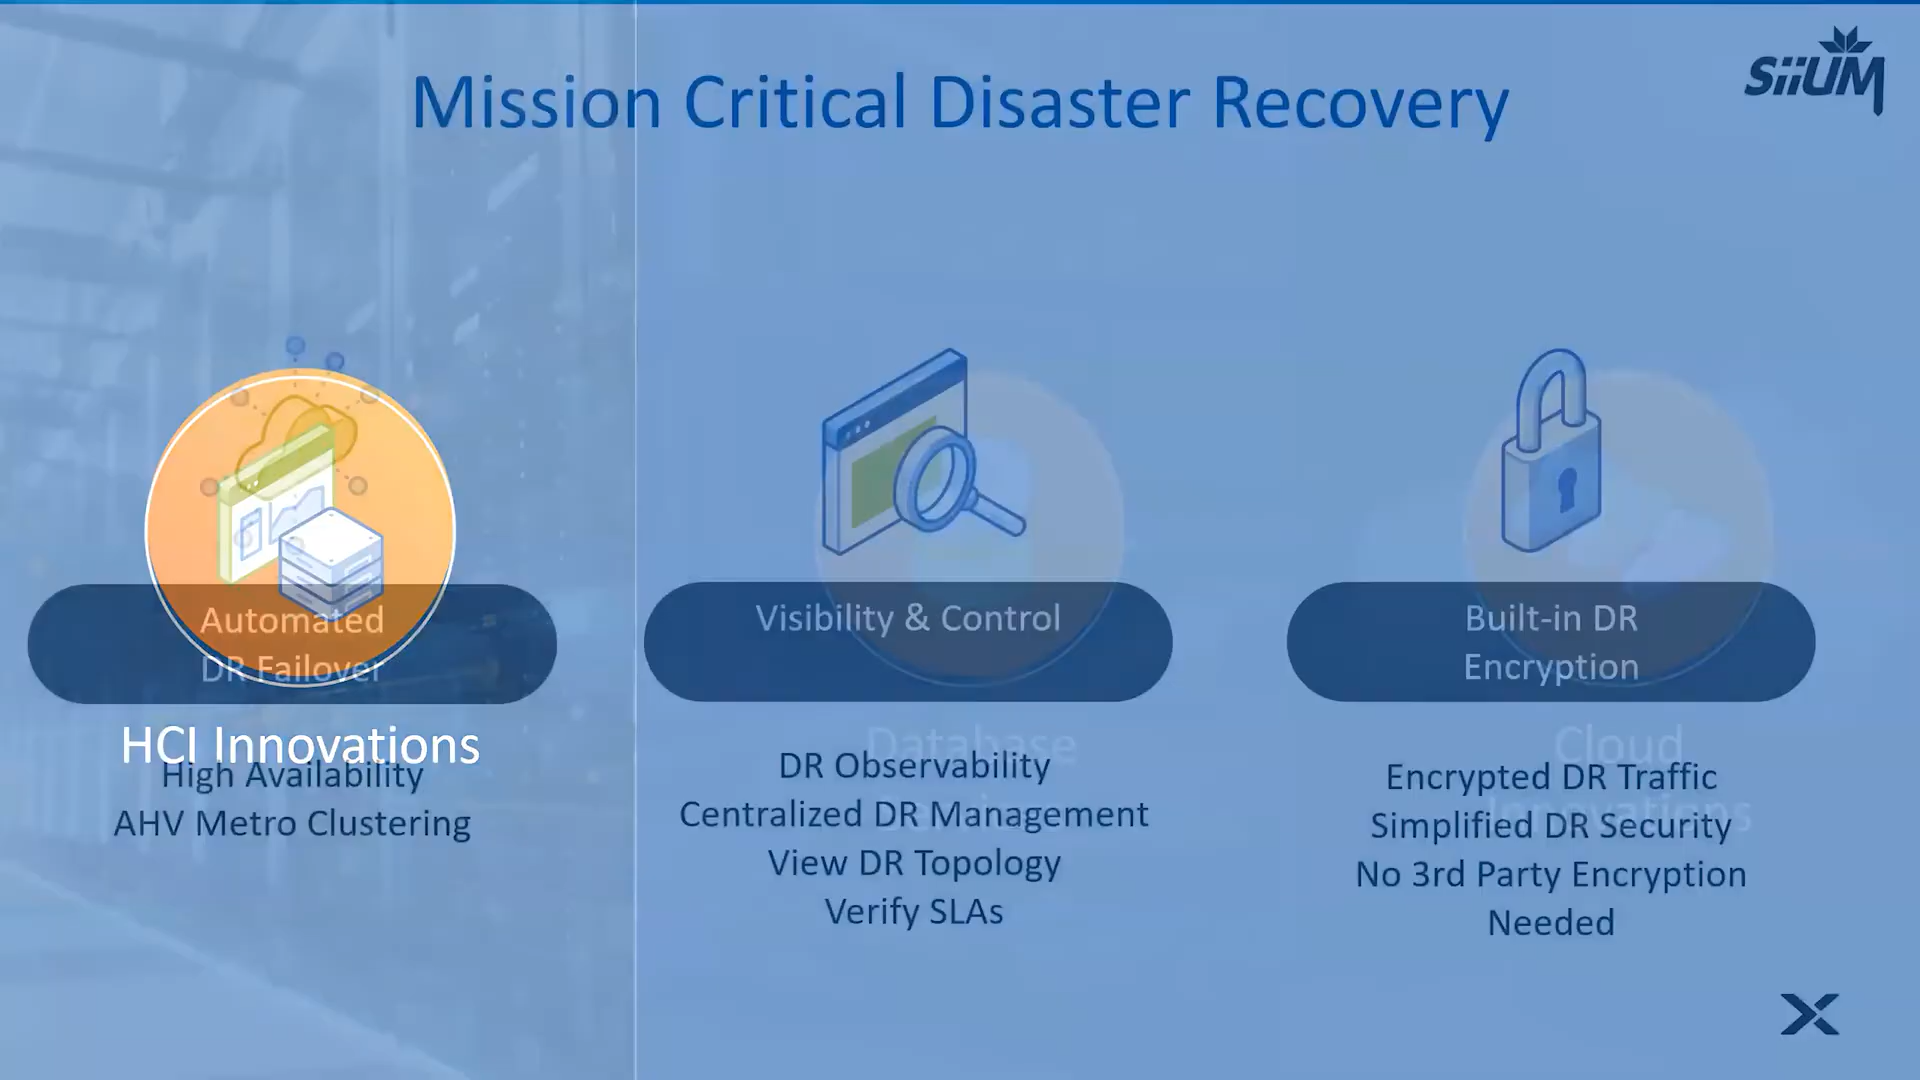 Mission Critical Disaster Recovery
SiiUM
Automated
DR Failover
HCI Innovations
High Availability
AHV Metro Clustering
Visibility & Control
Database
Services
DR Observability
Centralized DR Management
View DR Topology
Verify SLAs
Built-in DR
Encryption
Cloud
Innovations
Encrypted DR Traffic
Simplified DR Security
No 3rd Party Encryption
Needed